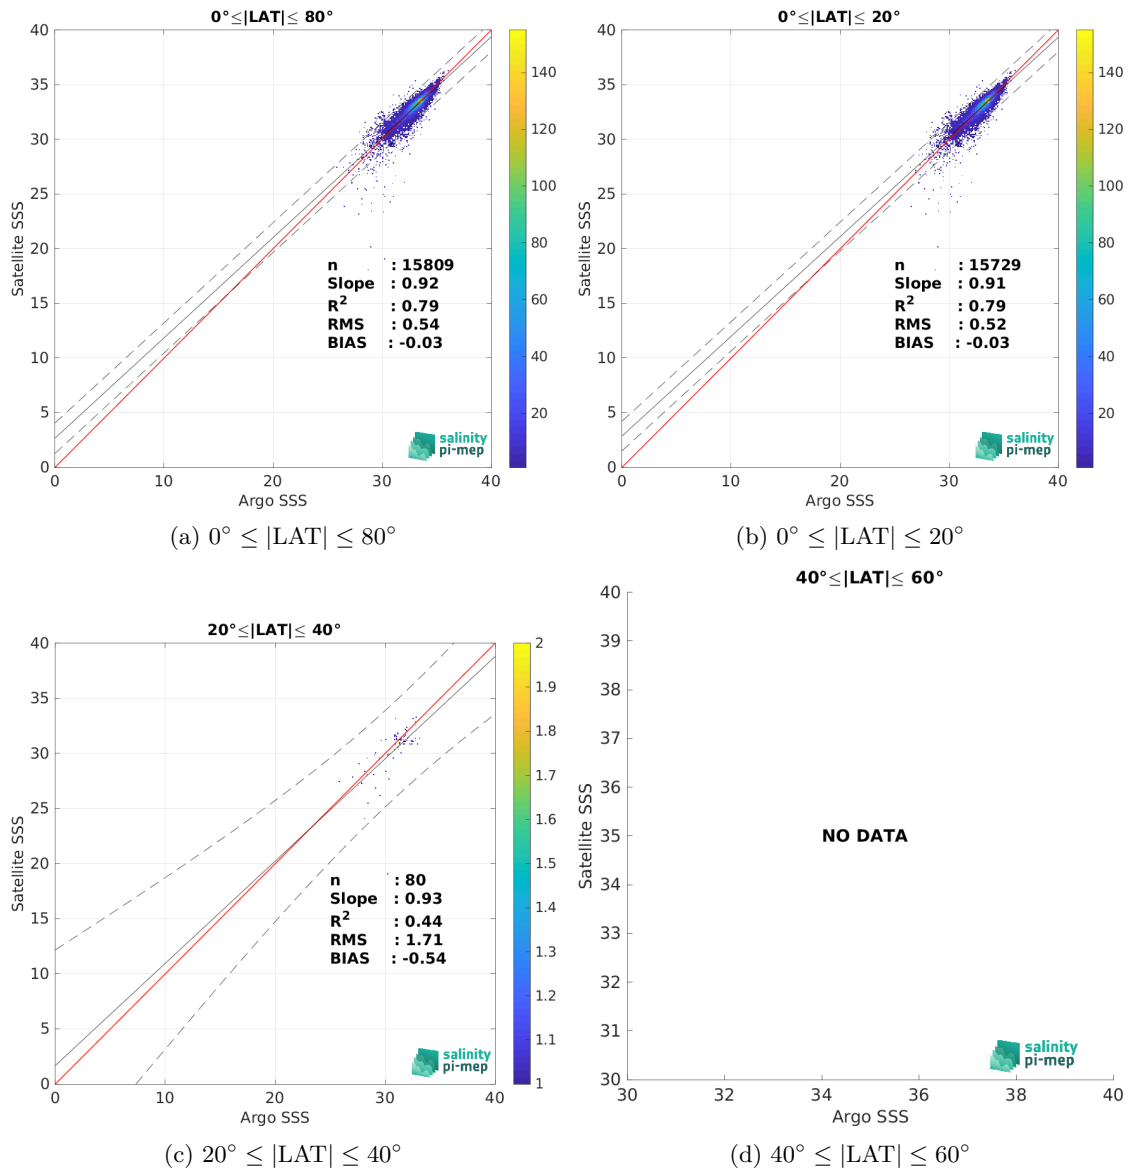 0°≤|LAT|≤ 80°
40
35
30
25
20
15
10
5
0
0
10
20
30
40
Satellite SSS
Argo SSS
140
120
100
80
60
40
20
n : 15809
Slope : 0.92
R² : 0.79
RMS : 0.54
BIAS : -0.03
salinity
pi-mep
(a) 0° ≤ |LAT| ≤ 80°
0°≤|LAT|≤ 20°
40
35
30
25
20
15
10
5
0
0
10
20
30
40
Satellite SSS
Argo SSS
140
120
100
80
60
40
20
n : 15729
Slope : 0.91
R² : 0.79
RMS : 0.52
BIAS : -0.03
salinity
pi-mep
(b) 0° ≤ |LAT| ≤ 20°
20°≤|LAT|≤ 40°
40
35
30
25
20
15
10
5
0
0
10
20
30
40
Satellite SSS
Argo SSS
2
1.9
1.8
1.7
1.6
1.5
1.4
1.3
1.2
1.1
1
n : 80
Slope : 0.93
R² : 0.44
RMS : 1.71
BIAS : -0.54
salinity
pi-mep
(c) 20° ≤ |LAT| ≤ 40°
40°≤|LAT|≤ 60°
40
39
38
37
36
35
34
33
32
31
30
30
32
34
36
38
40
Satellite SSS
Argo SSS
NO DATA
salinity
pi-mep
(d) 40° ≤ |LAT| ≤ 60°